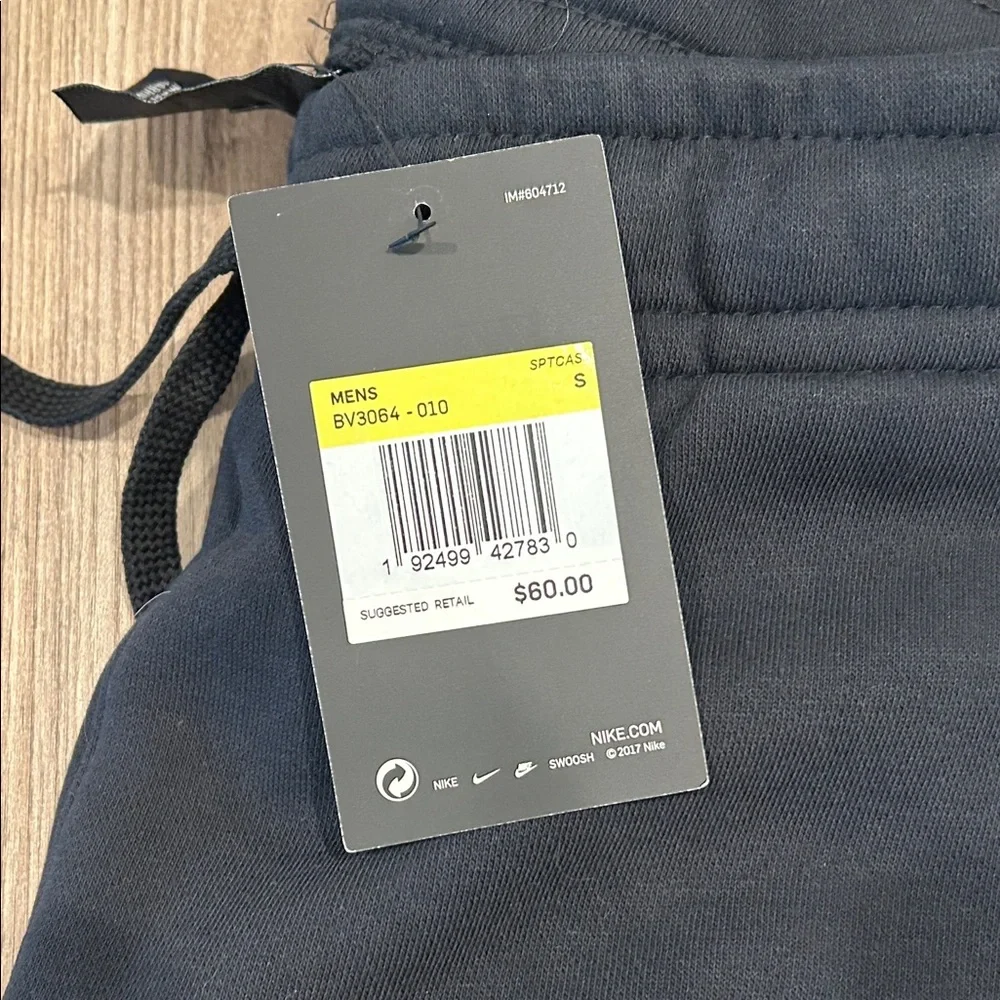 IM#604712
SPTCAS
MENS S
BV3064 - 010
1 92499 42783 0
SUGGESTED RETAIL $60.00
NIKE.COM
NIKE SWOOSH ©2017 Nike